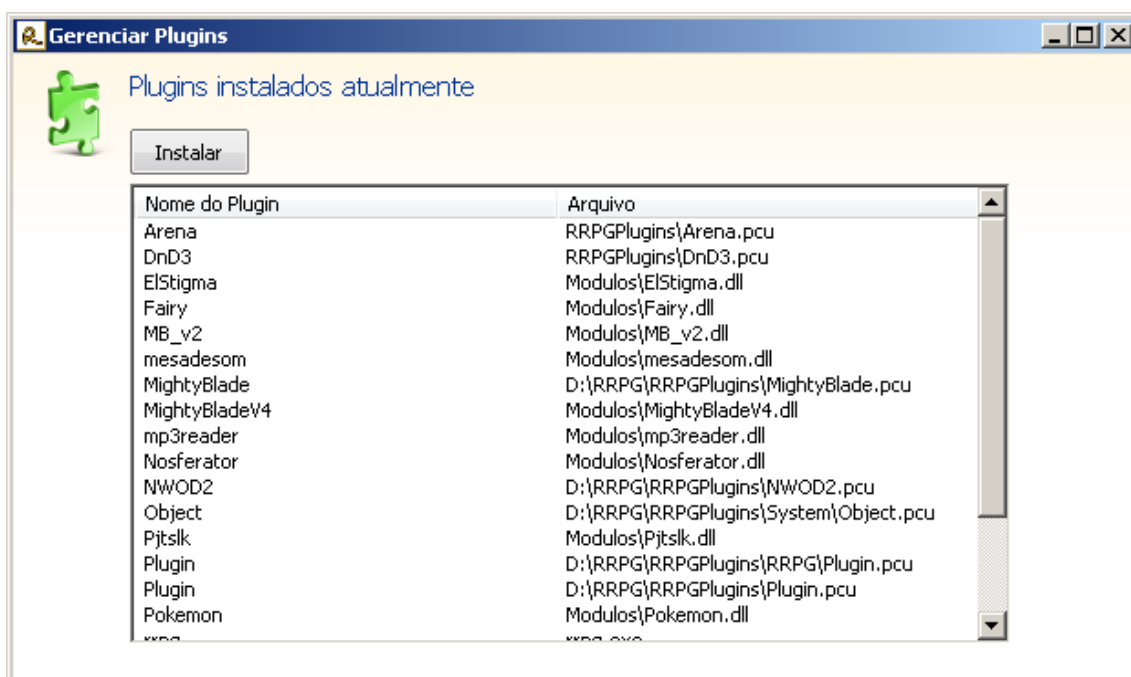 Gerenciar Plugins
Plugins instalados atualmente
Instalar
Nome do Plugin Arquivo
Arena RRPGPlugins\Arena.pcu
DnD3 RRPGPlugins\DnD3.pcu
ElStigma Modulos\ElStigma.dll
Fairy Modulos\Fairy.dll
MB_v2 Modulos\MB_v2.dll
mesadesom Modulos\mesadesom.dll
MightyBlade D:\RRPG\RRPGPlugins\MightyBlade.pcu
MightyBladeV4 Modulos\MightyBladeV4.dll
mp3reader Modulos\mp3reader.dll
Nosferator Modulos\Nosferator.dll
NWOD2 D:\RRPG\RRPGPlugins\NWOD2.pcu
Object D:\RRPG\RRPGPlugins\System\Object.pcu
Pjtslk Modulos\Pjtslk.dll
Plugin D:\RRPG\RRPGPlugins\RRPG\Plugin.pcu
Plugin D:\RRPG\RRPGPlugins\Plugin.pcu
Pokemon Modulos\Pokemon.dll